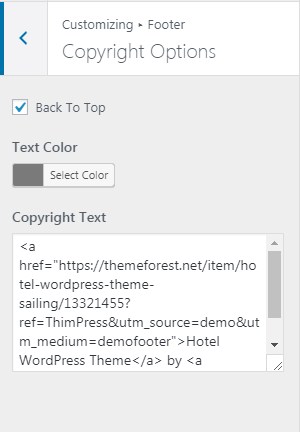 Customizing ▸ Footer
Copyright Options
Back To Top
Text Color
Select Color
Copyright Text
<a
href="https://themeforest.net/item/ho
tel-wordpress-theme-
sailing/13321455?
ref=ThimPress&utm_source=demo&ut
m_medium=demofooter">Hotel
WordPress Theme</a> by <a